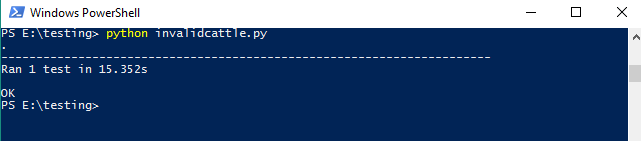 Windows PowerShell
PS E:\testing> python invalidcattle.py
.
----------------------------------------------------------------------
Ran 1 test in 15.352s
OK
PS E:\testing>